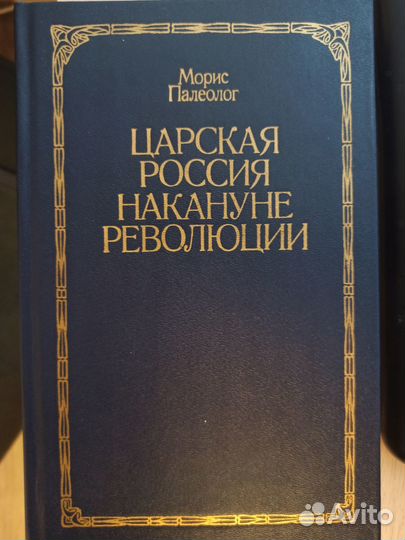 Морис
Палеолог
ЦАРСКАЯ
РОССИЯ
НАКАНУНЕ
РЕВОЛЮЦИИ
Avito